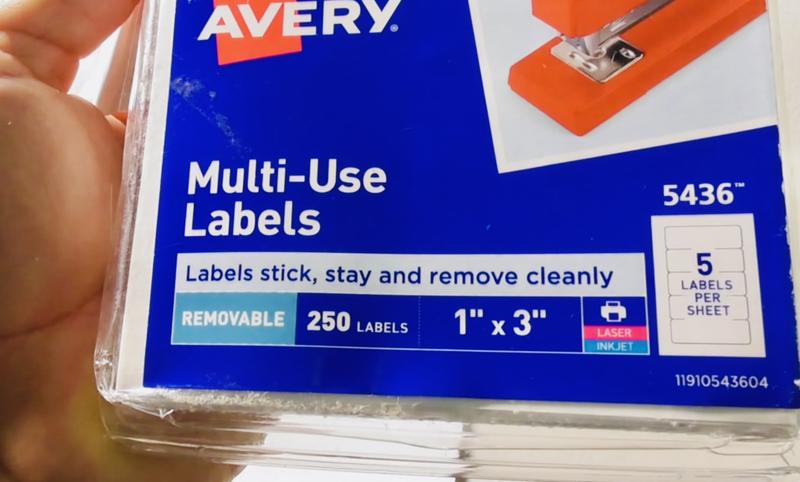 AVERY®
Multi-Use
Labels
Labels stick, stay and remove cleanly
REMOVABLE
250 LABELS
1" x 3"
LASER
INKJET
5436™
5
LABELS
PER
SHEET
11910543604